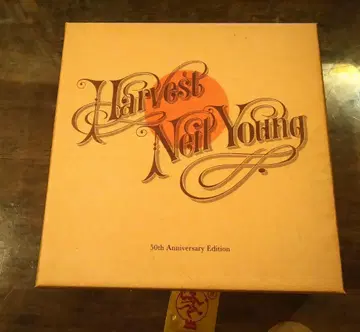 Harvest
Neil Young
50th Anniversary Edition